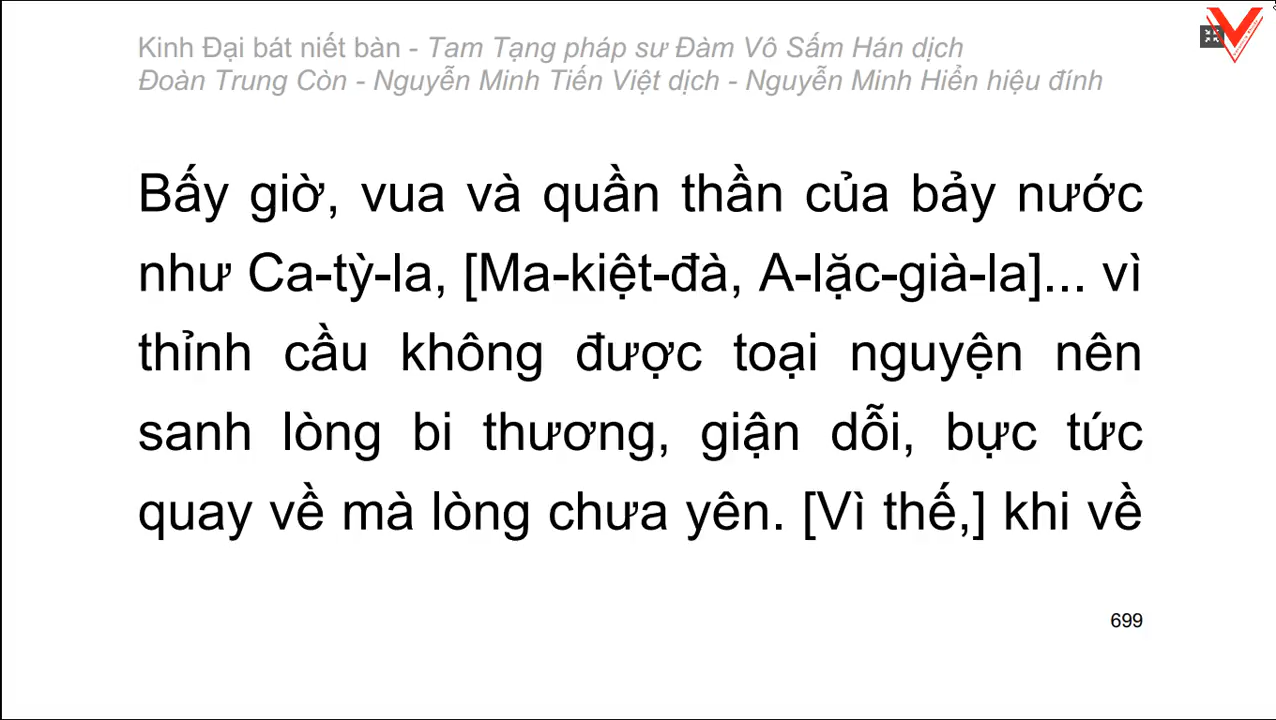 Kinh Đại bát niết bàn - Tam Tạng pháp sư Đàm Vô Sấm Hán dịch
Đoàn Trung Còn - Nguyễn Minh Tiến Việt dịch - Nguyễn Minh Hiển hiệu đính
Bấy giờ, vua và quần thần của bảy nước
như Ca-tỳ-la, [Ma-kiệt-đà, A-lặc-già-la]... vì
thỉnh cầu không được toại nguyện nên
sanh lòng bi thương, giận dỗi, bực tức
quay về mà lòng chưa yên. [Vì thế,] khi về
699